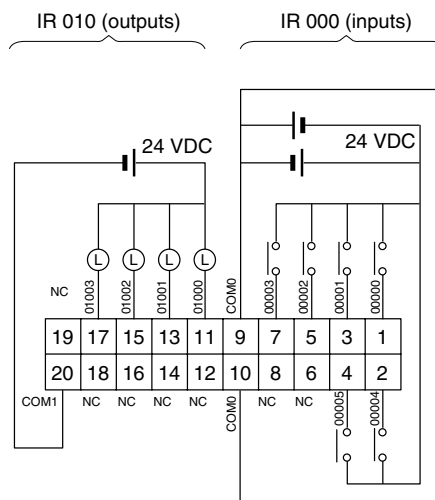 IR 010 (outputs) IR 000 (inputs)
24 VDC 24 VDC
L L L L
NC 01003 01002 01001 01000 COM0 00003 00002 00001 00000
19 17 15 13 11 9 7 5 3 1
20 18 16 14 12 10 8 6 4 2
COM1 NC NC NC NC COM0 NC NC 00005 00004